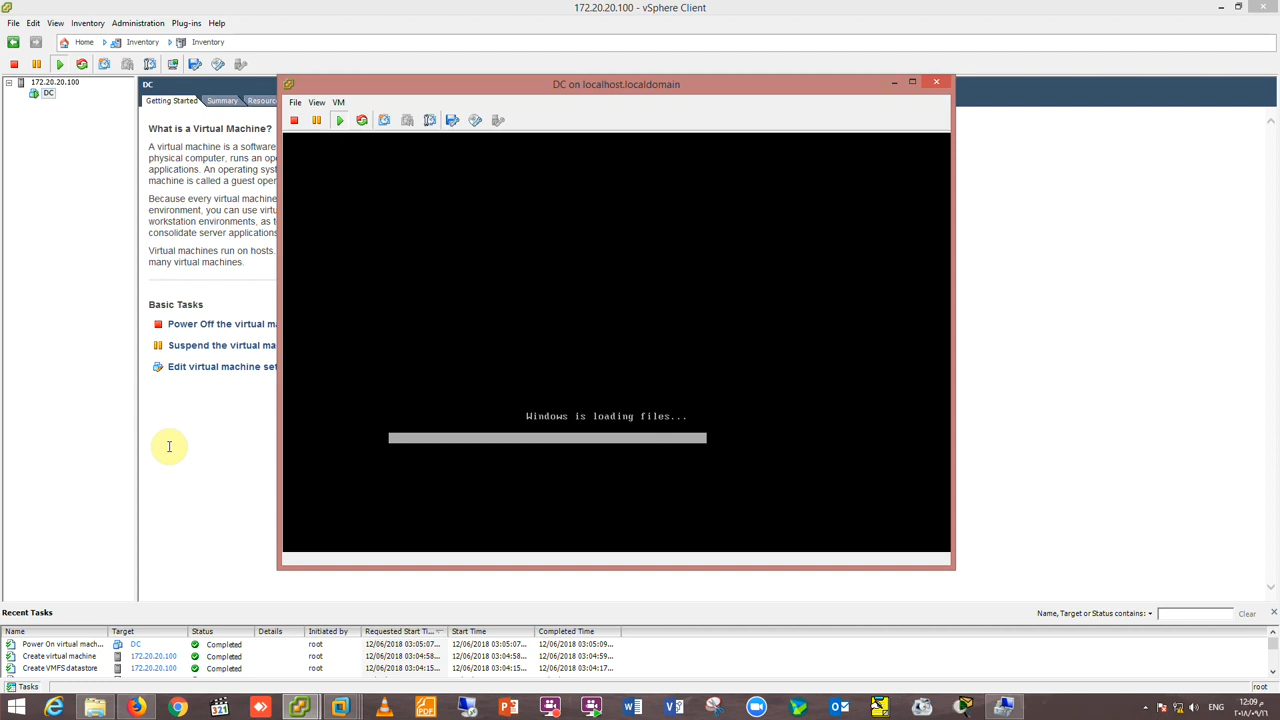 172.20.20.100 - vSphere Client
File Edit View Inventory Administration Plug-ins Help
Home Inventory Inventory
172.20.20.100
DC
DC
Getting Started Summary Resourc
What is a Virtual Machine?
A virtual machine is a software
physical computer, runs an op
applications. An operating sys
machine is called a guest oper
Because every virtual machine
environment, you can use virtu
workstation environments, as t
consolidate server applications
Virtual machines run on hosts.
many virtual machines.
Basic Tasks
Power Off the virtual ma
Suspend the virtual ma
Edit virtual machine set
DC on localhost.localdomain
File View VM
Windows is loading files...
Recent Tasks
Name, Target or Status contains: Clear
Name Target Status Details Initiated by Requested Start Ti... Start Time Completed Time
Power On virtual mach... DC Completed root 12/06/2018 03:05:07... 12/06/2018 03:05:07... 12/06/2018 03:05:09...
Create virtual machine 172.20.20.100 Completed root 12/06/2018 03:04:58... 12/06/2018 03:04:59... 12/06/2018 03:04:59...
Create VMFS datastore 172.20.20.100 Completed root 12/06/2018 03:04:15... 12/06/2018 03:04:15... 12/06/2018 03:04:17...
Tasks root
321 PDF
ENG
12:09 م